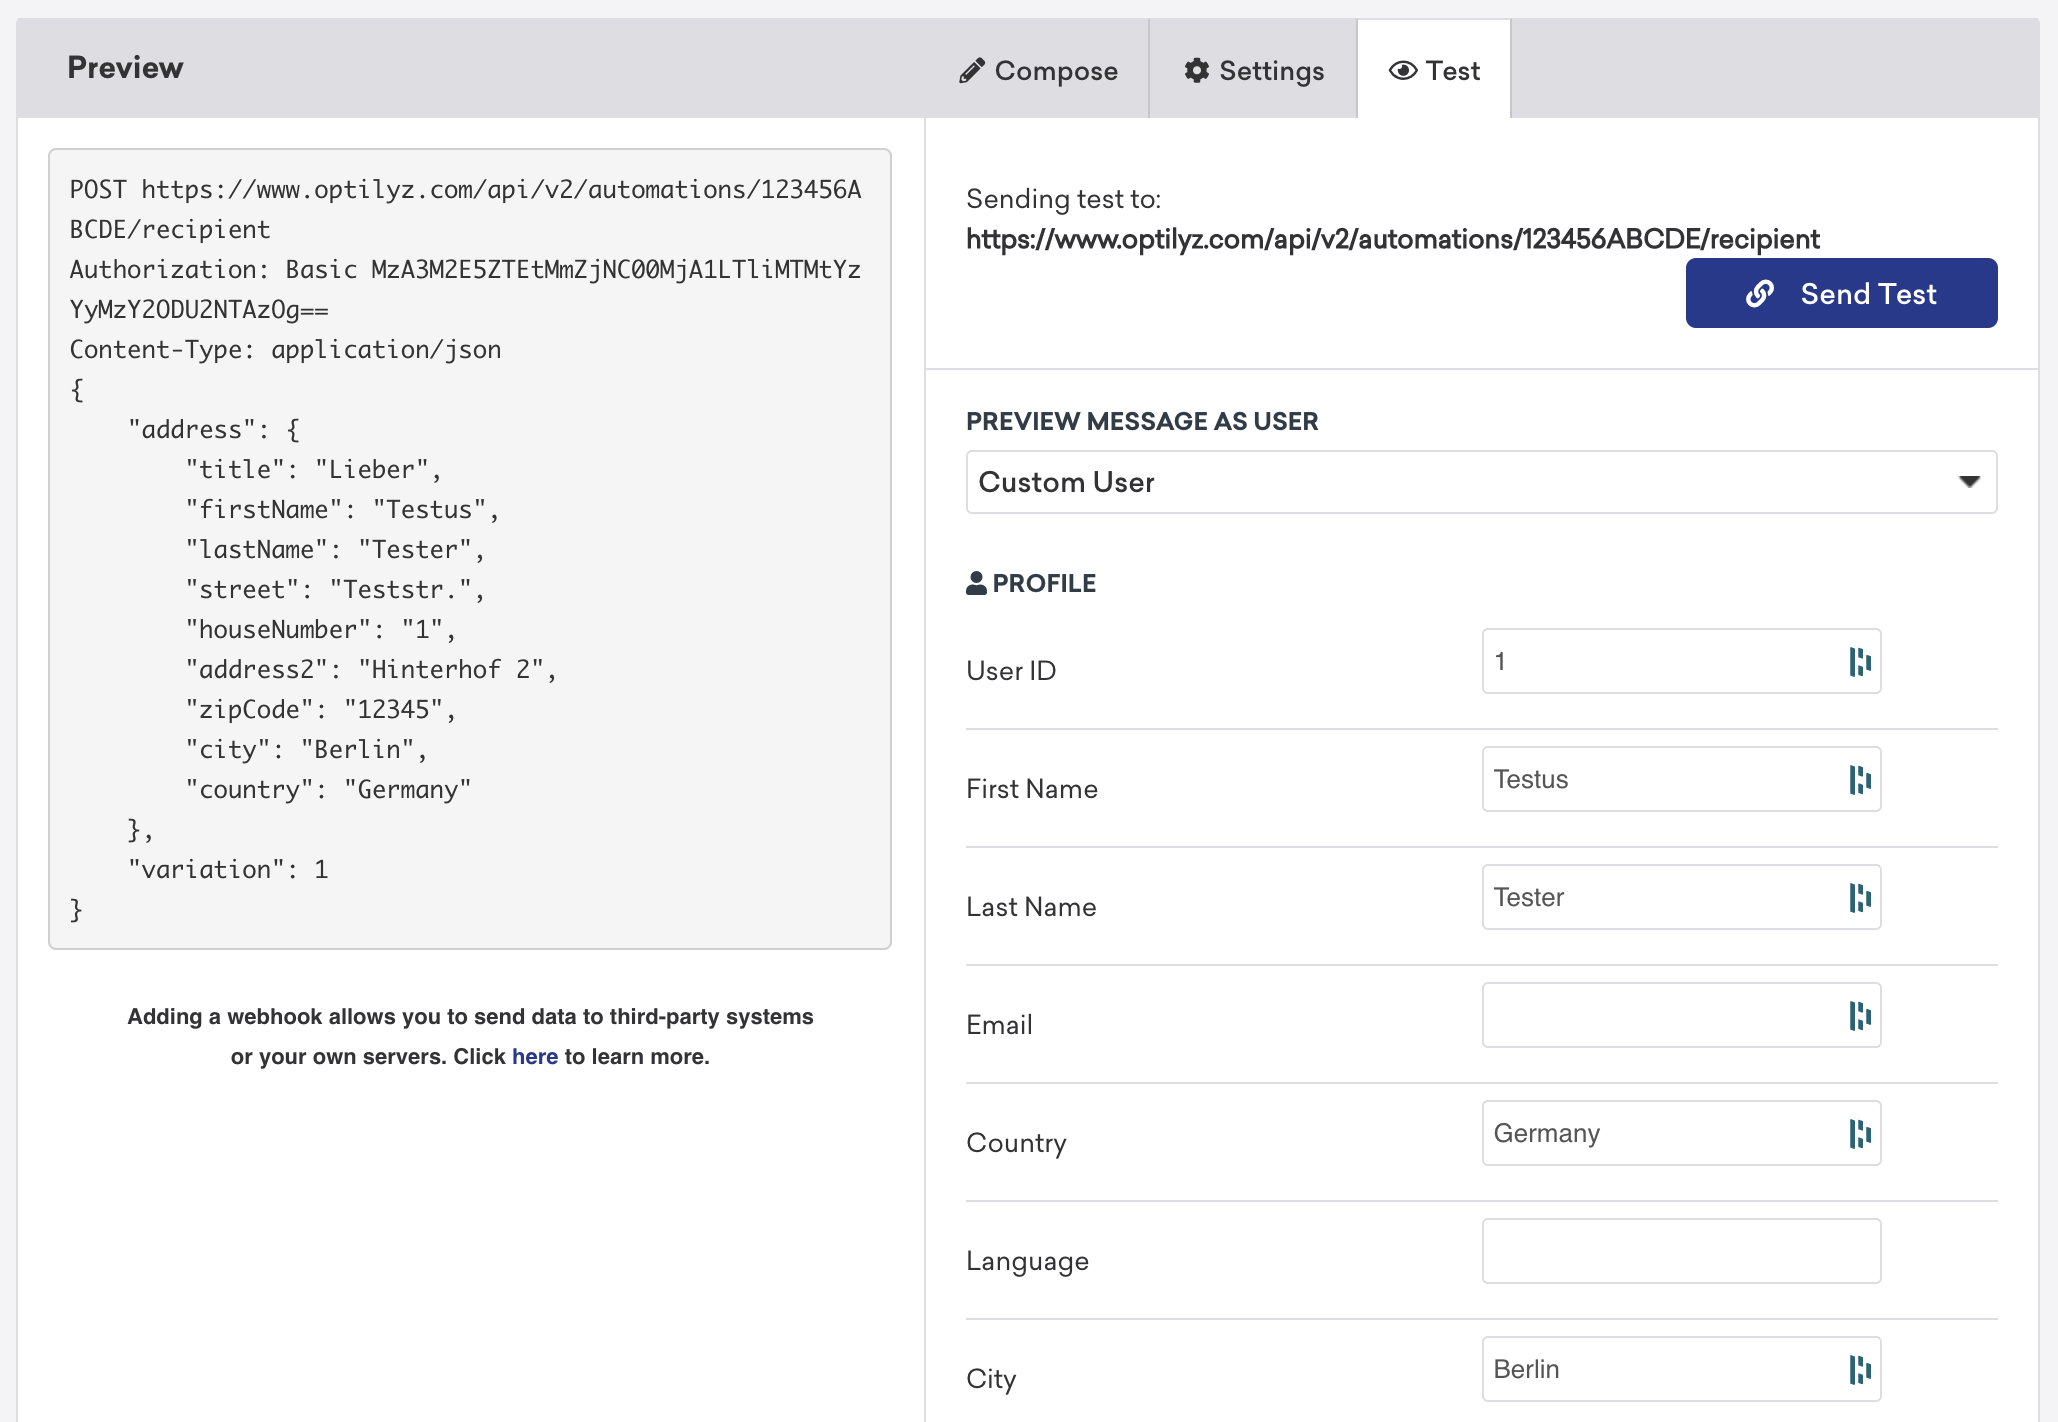 Preview
Compose
Settings
Test
POST https://www.optilyz.com/api/v2/automations/123456A
BCDE/recipient
Authorization: Basic MzA3M2E5ZTEtMmZjNC00MjA1LTliMTMtYz
YyMzY2ODU2NTAzOg==
Content-Type: application/json
{
    "address": {
        "title": "Lieber",
        "firstName": "Testus",
        "lastName": "Tester",
        "street": "Teststr.",
        "houseNumber": "1",
        "address2": "Hinterhof 2",
        "zipCode": "12345",
        "city": "Berlin",
        "country": "Germany"
    },
    "variation": 1
}
Adding a webhook allows you to send data to third-party systems
or your own servers. Click here to learn more.
Sending test to:
https://www.optilyz.com/api/v2/automations/123456ABCDE/recipient
Send Test
PREVIEW MESSAGE AS USER
Custom User
PROFILE
User ID
1
First Name
Testus
Last Name
Tester
Email
Country
Germany
Language
City
Berlin